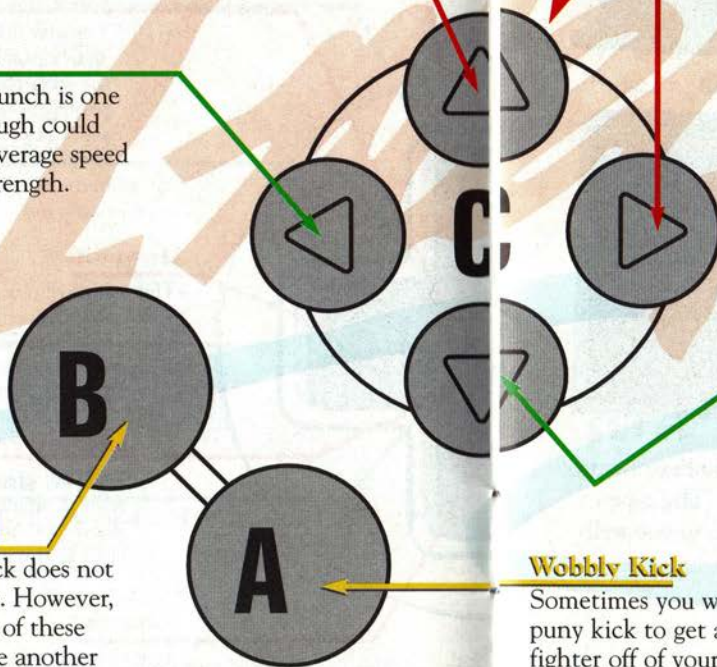 unch is one
ugh could
verage speed
rength.
C
B
A
ck does not
. However,
of these
e another
Wobbly Kick
Sometimes you w
puny kick to get a
fighter off of your